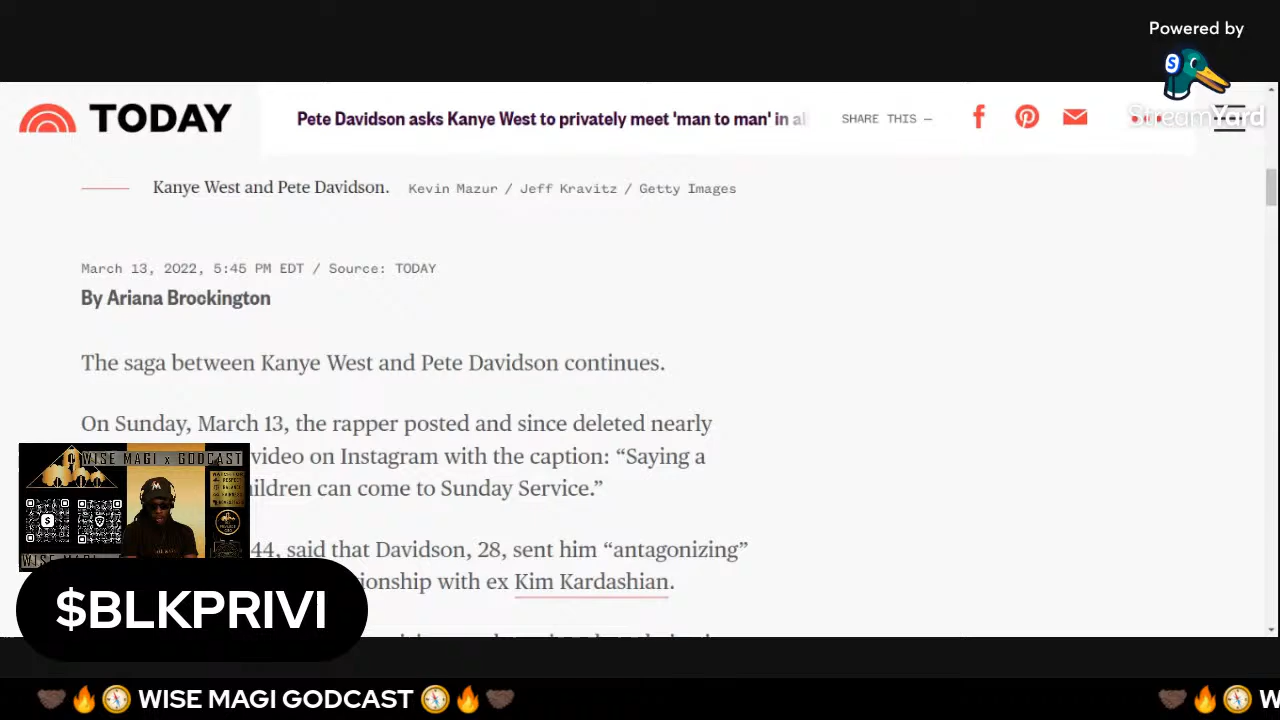 Powered by
StreamYard
TODAY
Pete Davidson asks Kanye West to privately meet 'man to man' in al
SHARE THIS —
Kanye West and Pete Davidson. Kevin Mazur / Jeff Kravitz / Getty Images
March 13, 2022, 5:45 PM EDT / Source: TODAY
By Ariana Brockington
The saga between Kanye West and Pete Davidson continues.
On Sunday, March 13, the rapper posted and since deleted nearly
video on Instagram with the caption: “Saying a
ildren can come to Sunday Service.”
44, said that Davidson, 28, sent him “antagonizing”
ionship with ex Kim Kardashian.
WISE MAGI x GODCAST
$BLKPRIVI
WISE MAGI GODCAST
W